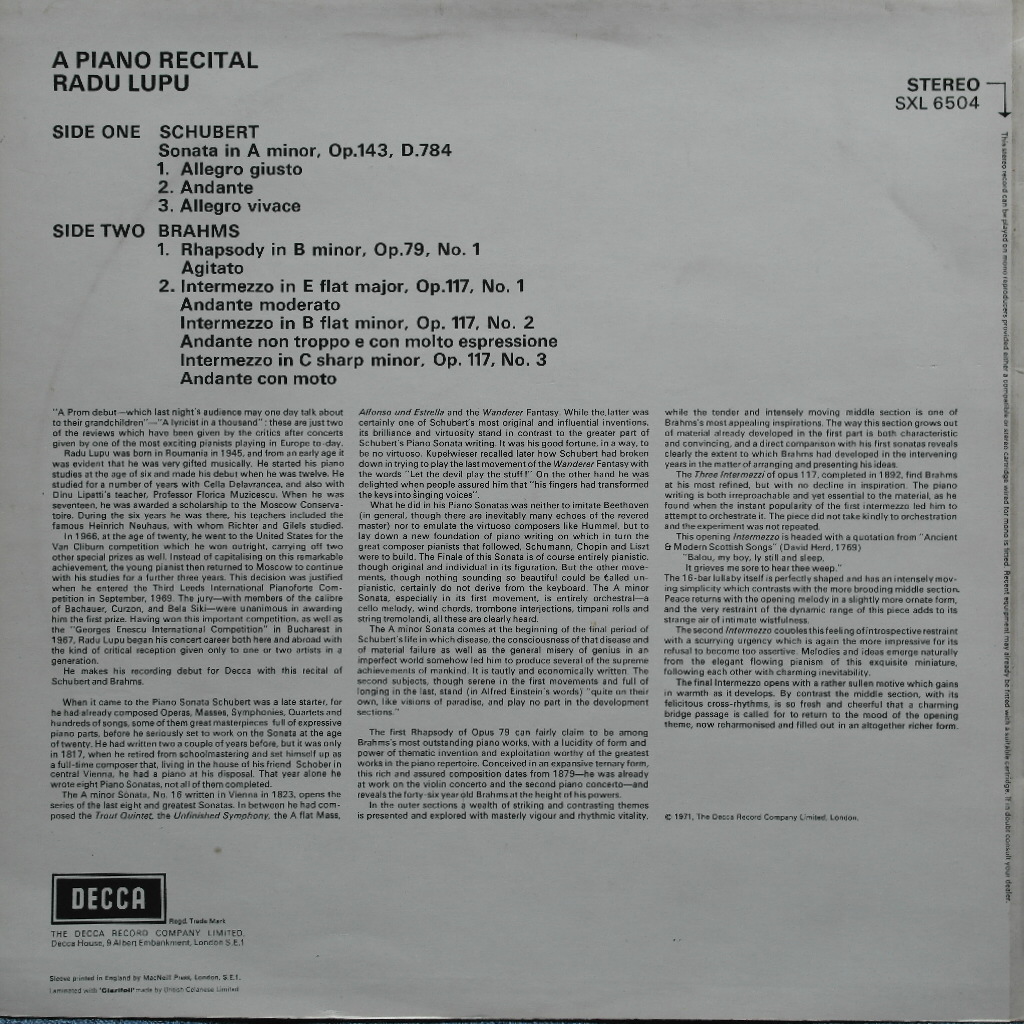 A PIANO RECITAL
RADU LUPU
STEREO
SXL 6504
SIDE ONE SCHUBERT
Sonata in A minor, Op.143, D.784
1. Allegro giusto
2. Andante
3. Allegro vivace
SIDE TWO BRAHMS
1. Rhapsody in B minor, Op.79, No. 1
Agitato
2. Intermezzo in E flat major, Op.117, No. 1
Andante moderato
Intermezzo in B flat minor, Op. 117, No. 2
Andante non troppo e con molto espressione
Intermezzo in C sharp minor, Op. 117, No. 3
Andante con moto
"A Prom debut—which last night's audience may one day talk about
to their grandchildren"—"A lyricist in a thousand" : these are just two
of the reviews which have been given by the critics after concerts
given by one of the most exciting pianists playing in Europe to-day.
Radu Lupu was born in Roumania in 1945, and from an early age it
was evident that he was very gifted musically. He started his piano
studies at the age of six and made his debut when he was twelve. He
studied for a number of years with Cella Delavrancea, and also with
Dinu Lipatti's teacher, Professor Florica Muzicescu. When he was
seventeen, he was awarded a scholarship to the Moscow Conserva-
toire. During the six years he was there, his teachers included the
famous Heinrich Neuhaus, with whom Richter and Gilels studied.
In 1966, at the age of twenty, he went to the United States for the
Van Cliburn competition which he won outright, carrying off two
other special prizes as well. Instead of capitalising on this remarkable
achievement, the young pianist then returned to Moscow to continue
with his studies for a further three years. This decision was justified
when he entered the Third Leeds International Pianoforte Com-
petition in September, 1969. The jury—with members of the calibre
of Bachauer, Curzon, and Bela Siki—were unanimous in awarding
him the first prize. Having won this important competition, as well as
the "Georges Enescu International Competition" in Bucharest in
1967, Radu Lupu began his concert career both here and abroad with
the kind of critical reception given only to one or two artists in a
generation.
He makes his recording debut for Decca with this recital of
Schubert and Brahms.
When it came to the Piano Sonata Schubert was a late starter, for
he had already composed Operas, Masses, Symphonies, Quartets and
hundreds of songs, some of them great masterpieces full of expressive
piano parts, before he seriously set to work on the Sonata at the age
of twenty. He had written two a couple of years before, but it was only
in 1817, when he retired from schoolmastering and set himself up as
a full-time composer that, living in the house of his friend Schober in
central Vienna, he had a piano at his disposal. That year alone he
wrote eight Piano Sonatas, not all of them completed.
The A minor Sonata, No. 16 written in Vienna in 1823, opens the
series of the last eight and greatest Sonatas. In between he had com-
posed the Trout Quintet, the Unfinished Symphony, the A flat Mass,
Alfonso und Estrella and the Wanderer Fantasy. While the latter was
certainly one of Schubert's most original and influential inventions,
its brilliance and virtuosity stand in contrast to the greater part of
Schubert's Piano Sonata writing. It was his good fortune, in a way, to
be no virtuoso. Kupelwieser recalled later how Schubert had broken
down in trying to play the last movement of the Wanderer Fantasy with
the words "Let the devil play the stuff!" On the other hand he was
delighted when people assured him that "his fingers had transformed
the keys into singing voices".
What he did in his Piano Sonatas was neither to imitate Beethoven
(in general, though there are inevitably many echoes of the revered
master) nor to emulate the virtuoso composers like Hummel, but to
lay down a new foundation of piano writing on which in turn the
great composer pianists that followed, Schumann, Chopin and Liszt
were to build. The Finale of this Sonata is of course entirely pianistic,
though original and individual in its figuration. But the other move-
ments, though nothing sounding so beautiful could be called un-
pianistic, certainly do not derive from the keyboard. The A minor
Sonata, especially in its first movement, is entirely orchestral—a
cello melody, wind chords, trombone interjections, timpani rolls and
string tremolandi, all these are clearly heard.
The A minor Sonata comes at the beginning of the final period of
Schubert's life in which disease, the consciousness of that disease and
of material failure as well as the general misery of genius in an
imperfect world somehow led him to produce several of the supreme
achievements of mankind. It is tautly and economically written. The
second subjects, though serene in the first movements and full of
longing in the last, stand (in Alfred Einstein's words) "quite on their
own, like visions of paradise, and play no part in the development
sections."
The first Rhapsody of Opus 79 can fairly claim to be among
Brahms's most outstanding piano works, with a lucidity of form and
power of thematic invention and exploitation worthy of the greatest
works in the piano repertoire. Conceived in an expansive ternary form,
this rich and assured composition dates from 1879—he was already
at work on the violin concerto and the second piano concerto—and
reveals the forty-six year old Brahms at the height of his powers.
In the outer sections a wealth of striking and contrasting themes
is presented and explored with masterly vigour and rhythmic vitality,
while the tender and intensely moving middle section is one of
Brahms's most appealing inspirations. The way this section grows out
of material already developed in the first part is both characteristic
and convincing, and a direct comparison with his first sonatas reveals
clearly the extent to which Brahms had developed in the intervening
years in the matter of arranging and presenting his ideas.
The Three Intermezzi of opus 117, completed in 1892, find Brahms
at his most refined, but with no decline in inspiration. The piano
writing is both irreproachable and yet essential to the material, as he
found when the instant popularity of the first intermezzo led him to
attempt to orchestrate it. The piece did not take kindly to orchestration
and the experiment was not repeated.
This opening Intermezzo is headed with a quotation from "Ancient
& Modern Scottish Songs" (David Herd, 1769)
"Balou, my boy, ly still and sleep,
It grieves me sore to hear thee weep."
The 16-bar lullaby itself is perfectly shaped and has an intensely mov-
ing simplicity which contrasts with the more brooding middle section.
Peace returns with the opening melody in a slightly more ornate form,
and the very restraint of the dynamic range of this piece adds to its
strange air of intimate wistfulness.
The second Intermezzo couples this feeling of introspective restraint
with a scurrying urgency which is again the more impressive for its
refusal to become too assertive. Melodies and ideas emerge naturally
from the elegant flowing pianism of this exquisite miniature,
following each other with charming inevitability.
The final Intermezzo opens with a rather sullen motive which gains
in warmth as it develops. By contrast the middle section, with its
felicitous cross-rhythms, is so fresh and cheerful that a charming
bridge passage is called for to return to the mood of the opening
theme, now reharmonised and filled out in an altogether richer form.
© 1971, The Decca Record Company Limited, London.
This stereo record can be played on mono reproducers provided either a compatible or stereo cartridge wired for mono is fitted. Recent equipment may already be fitted with a suitable cartridge. If in doubt consult your dealer.
DECCA
Regd. Trade Mark
THE DECCA RECORD COMPANY LIMITED.
Decca House, 9 Albert Embankment, London S.E.1
Sleeve printed in England by MacNeill Press, London, S.E.1.
Laminated with 'Clarifoil' made by British Celanese Limited